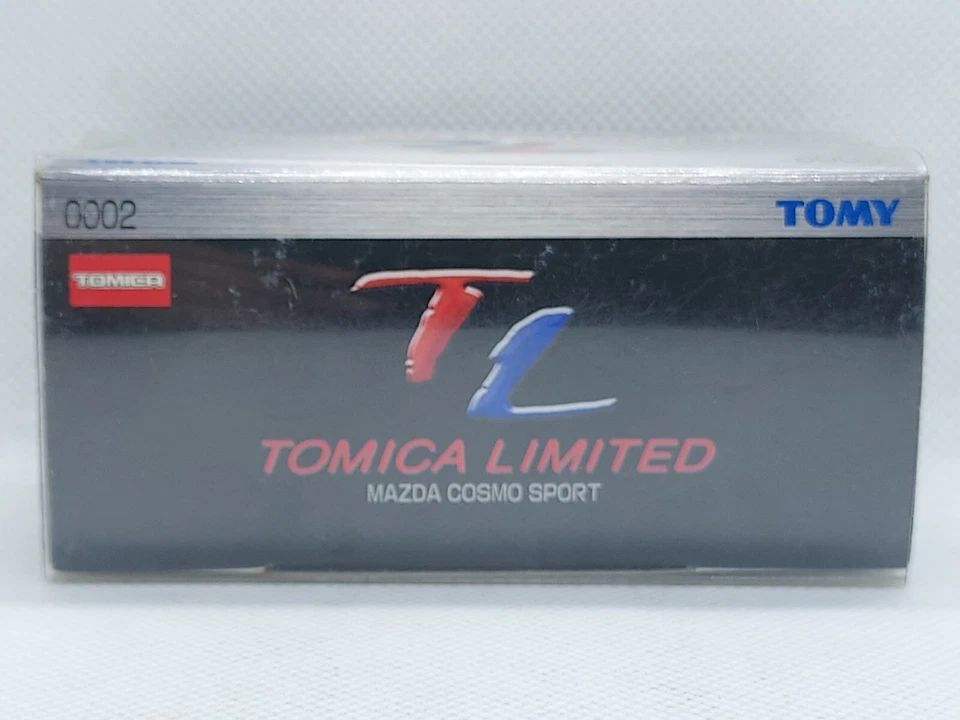 0002
TOMY
TOMICA
TL
TOMICA LIMITED
MAZDA COSMO SPORT